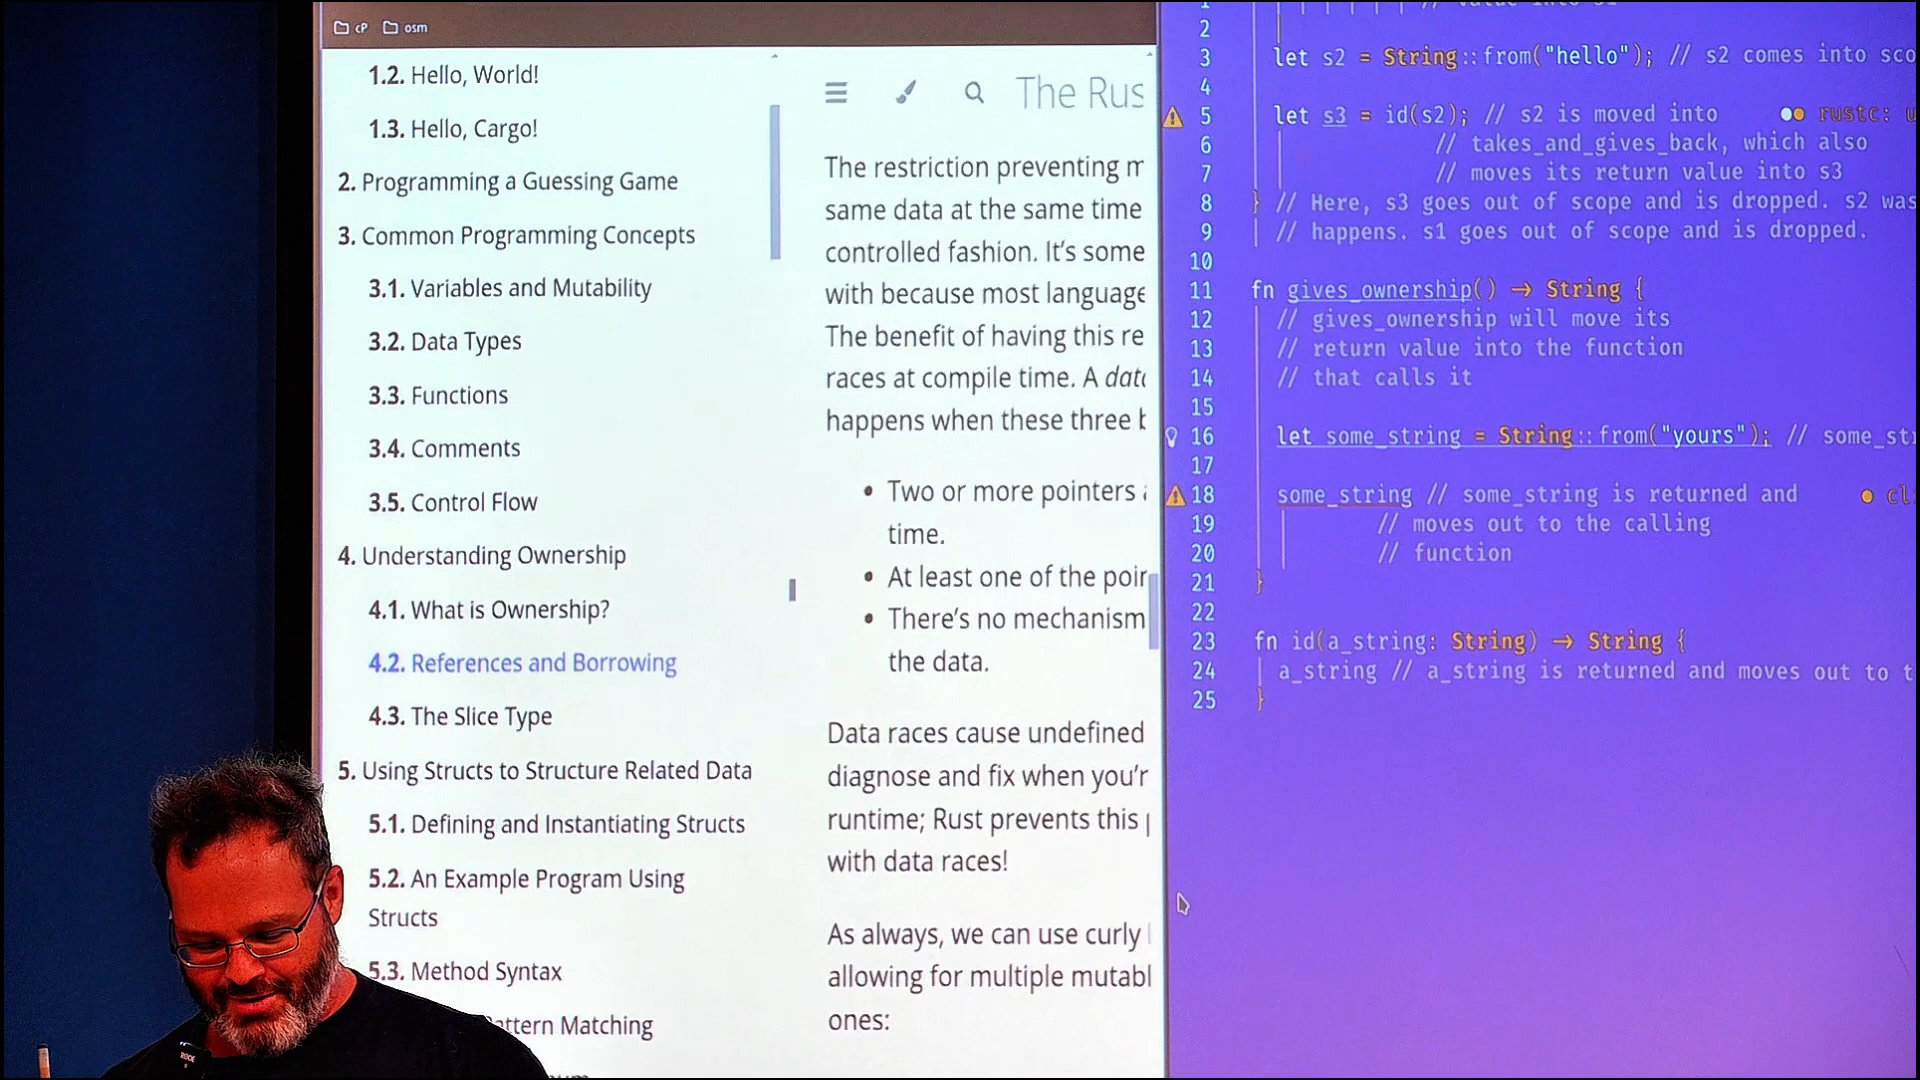 cP osm
1.2. Hello, World!
1.3. Hello, Cargo!
2. Programming a Guessing Game
3. Common Programming Concepts
3.1. Variables and Mutability
3.2. Data Types
3.3. Functions
3.4. Comments
3.5. Control Flow
4. Understanding Ownership
4.1. What is Ownership?
4.2. References and Borrowing
4.3. The Slice Type
5. Using Structs to Structure Related Data
5.1. Defining and Instantiating Structs
5.2. An Example Program Using
Structs
5.3. Method Syntax
Pattern Matching
The Rus
The restriction preventing m
same data at the same time
controlled fashion. It's some
with because most language
The benefit of having this re
races at compile time. A data
happens when these three b
• Two or more pointers a
time.
• At least one of the poin
• There's no mechanism
the data.
Data races cause undefined
diagnose and fix when you'r
runtime; Rust prevents this p
with data races!
As always, we can use curly
allowing for multiple mutabl
ones:
2
3 let s2 = String::from("hello"); // s2 comes into sco
4
5 let s3 = id(s2); // s2 is moved into rustc: u
6 // takes_and_gives_back, which also
7 // moves its return value into s3
8 } // Here, s3 goes out of scope and is dropped. s2 was
9 // happens. s1 goes out of scope and is dropped.
10
11 fn gives_ownership() → String {
12 // gives_ownership will move its
13 // return value into the function
14 // that calls it
15
16 let some_string = String::from("yours"); // some_st
17
18 some_string // some_string is returned and cl
19 // moves out to the calling
20 // function
21 }
22
23 fn id(a_string: String) → String {
24 a_string // a_string is returned and moves out to t
25 }
RODE